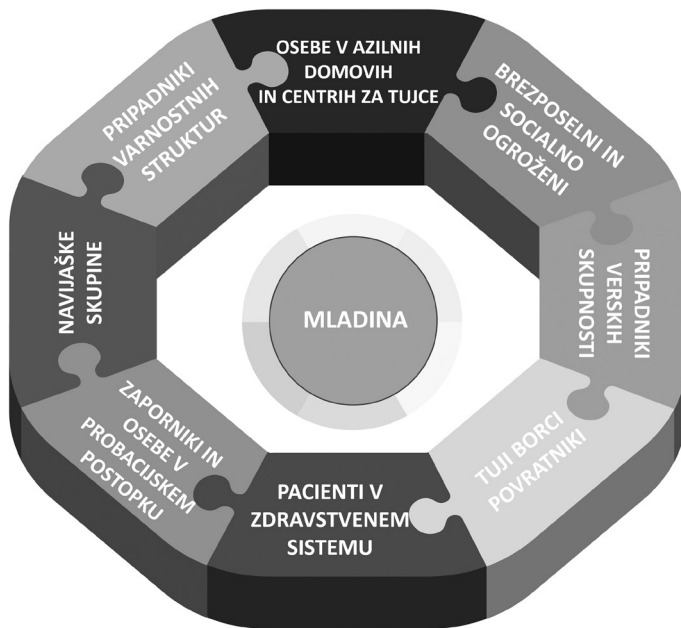 OSEBE V AZILNIH
DOMOVIH
IN CENTRIH ZA TUJCE
BREZPOSELNI IN
SOCIALNO
OGROŽENI
PRIPADNIKI
VERSKIH
SKUPNOSTI
TUJI BORCI
POVRATNIKI
PACIENTI V
ZDRAVSTVENEM
SISTEMU
ZAPORNIKI IN
OSEBE V
PROBACIJSKEM
POSTOPKU
NAVIJAŠKE
SKUPINE
PRIPADNIKI
VARNOSTNIH
STRUKTUR
MLADINA